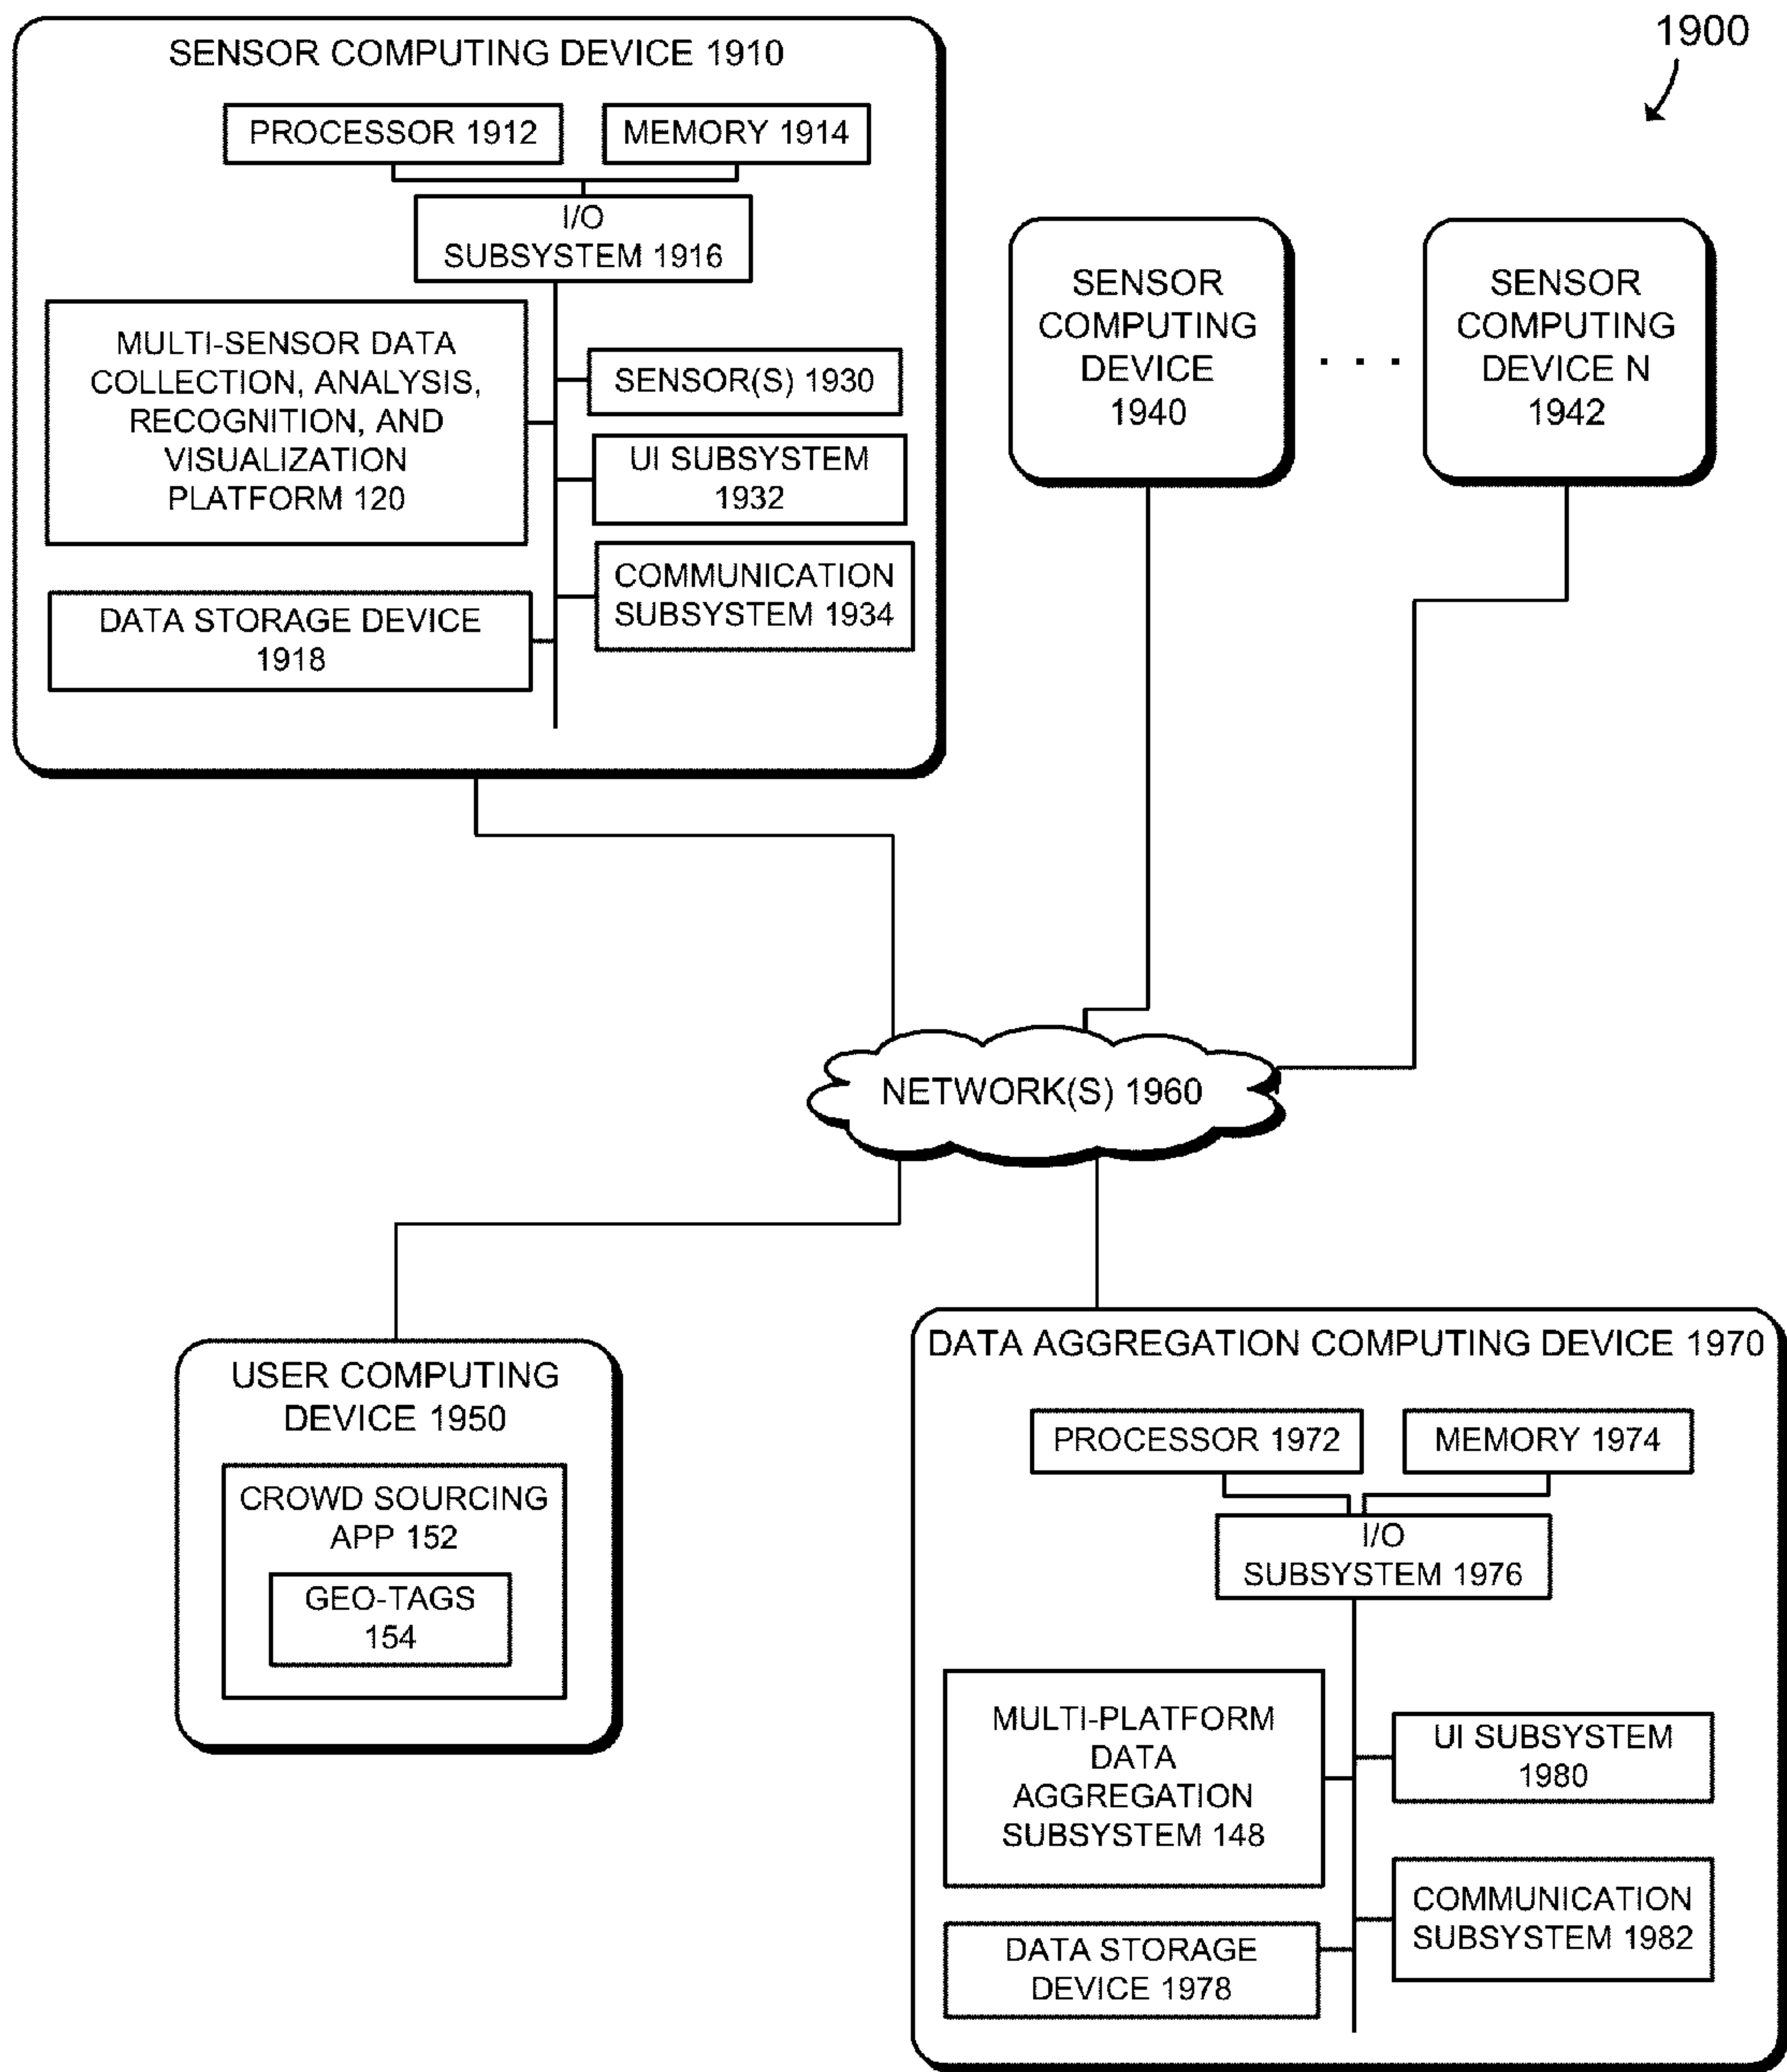 1900
SENSOR COMPUTING DEVICE 1910
PROCESSOR 1912
MEMORY 1914
I/O
SUBSYSTEM 1916
MULTI-SENSOR DATA
COLLECTION, ANALYSIS,
RECOGNITION, AND
VISUALIZATION
PLATFORM 120
SENSOR(S) 1930
UI SUBSYSTEM
1932
COMMUNICATION
SUBSYSTEM 1934
DATA STORAGE DEVICE
1918
SENSOR
COMPUTING
DEVICE
1940
. . .
SENSOR
COMPUTING
DEVICE N
1942
NETWORK(S) 1960
USER COMPUTING
DEVICE 1950
CROWD SOURCING
APP 152
GEO-TAGS
154
DATA AGGREGATION COMPUTING DEVICE 1970
PROCESSOR 1972
MEMORY 1974
I/O
SUBSYSTEM 1976
MULTI-PLATFORM
DATA
AGGREGATION
SUBSYSTEM 148
UI SUBSYSTEM
1980
COMMUNICATION
SUBSYSTEM 1982
DATA STORAGE
DEVICE 1978